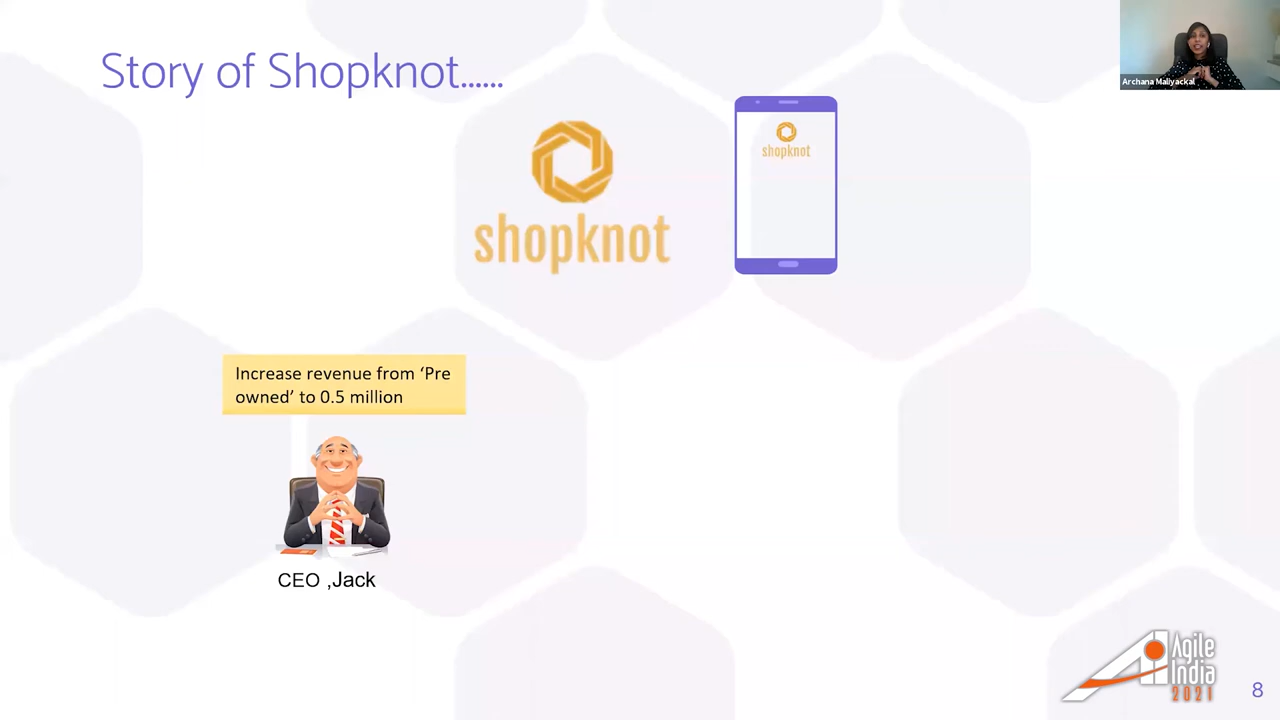 Story of Shopknot......
Archana Maliyackal
shopknot
shopknot
Increase revenue from ‘Pre
owned’ to 0.5 million
CEO ,Jack
Agile
India
2021
8